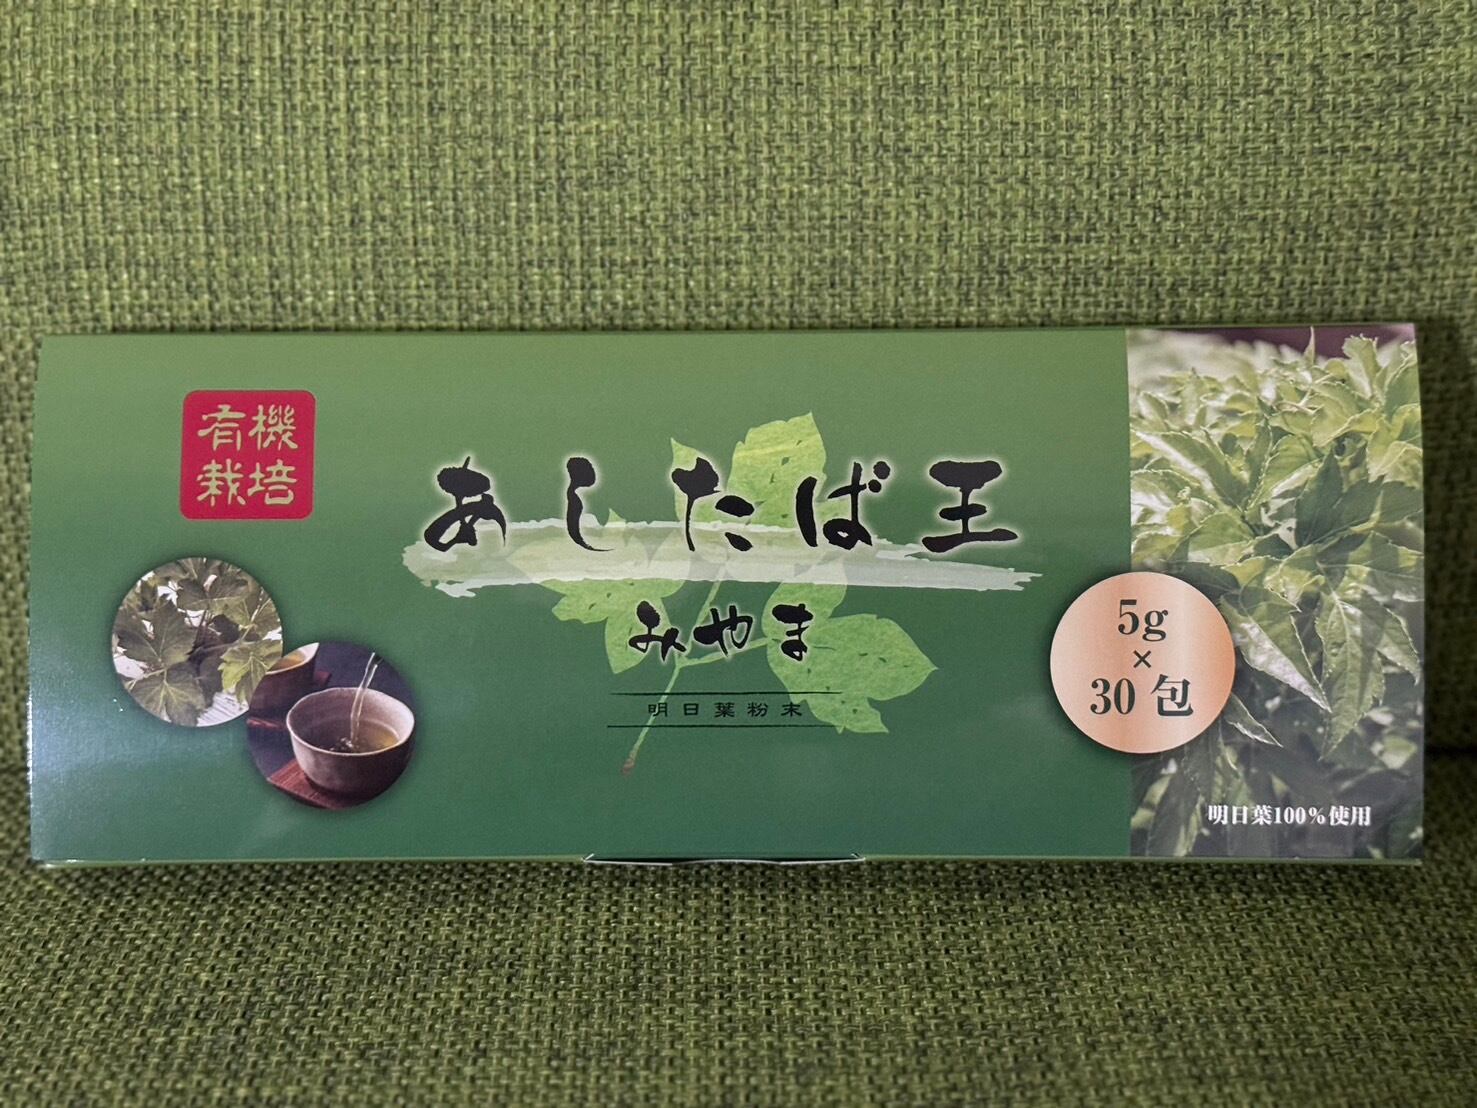 有機
栽培
あしたば王
みやま
明日葉粉末
5g
×
30包
明日葉100%使用